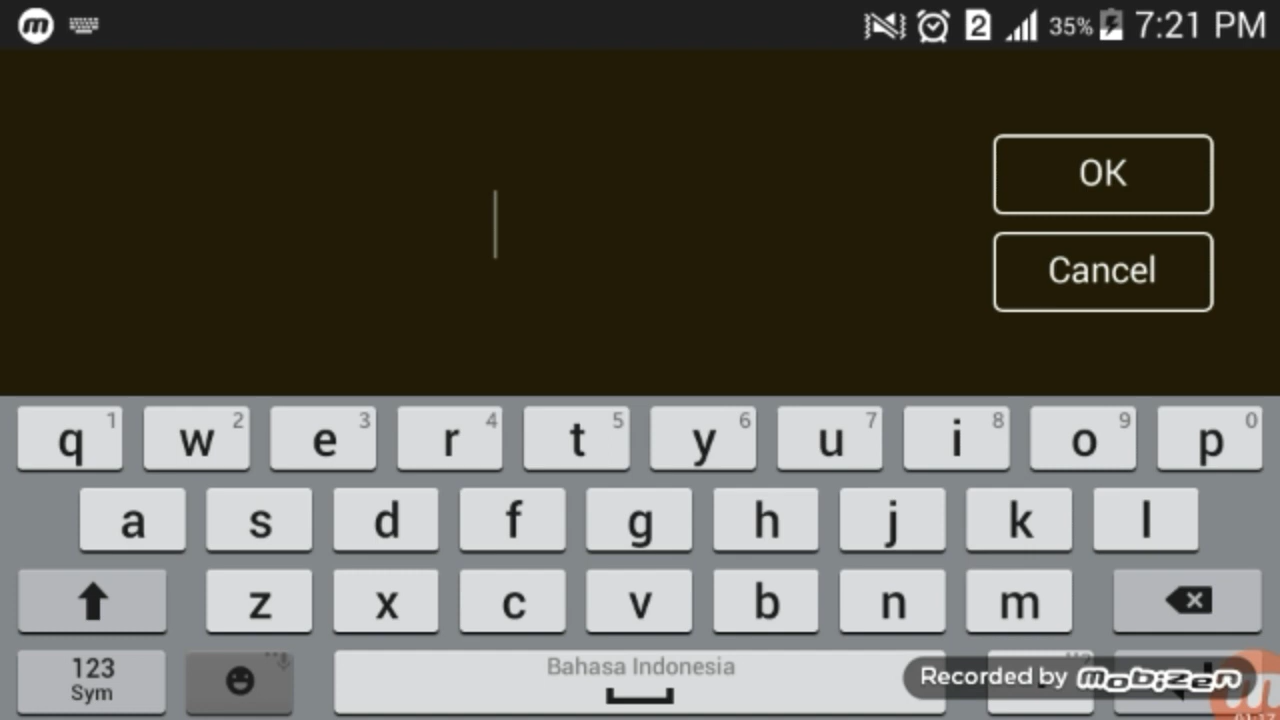 m 2 35% 7:21 PM
OK
Cancel
q 1 w 2 e 3 r 4 t 5 y 6 u 7 i 8 o 9 p 0
a s d f g h j k l
z x c v b n m
123
Sym
Bahasa Indonesia
Recorded by mobizen